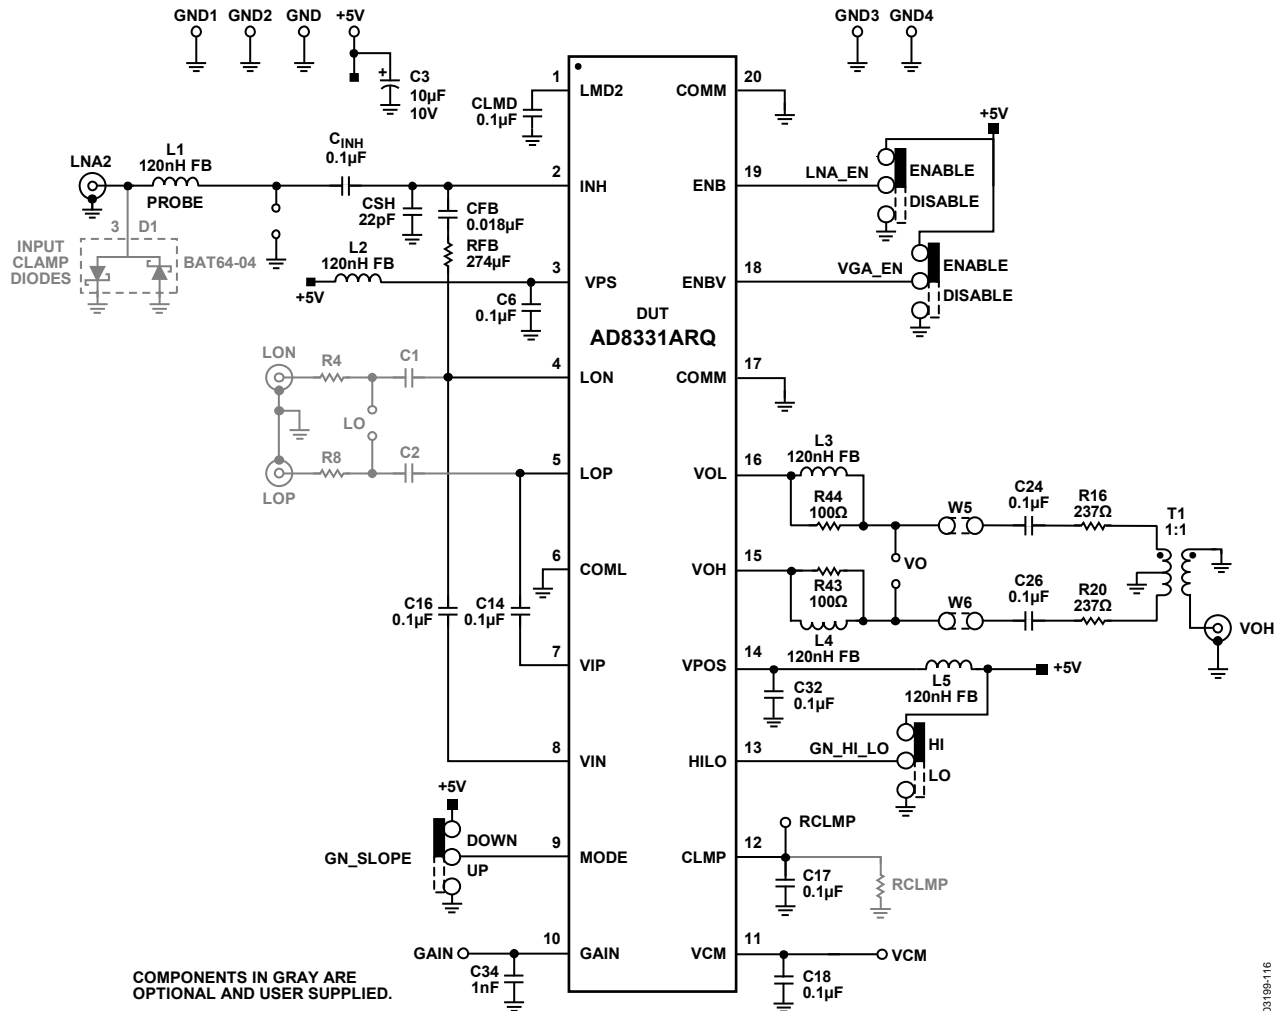 GND1 GND2 GND +5V
GND3 GND4
C3
10µF
10V
+
CLMD
0.1µF
1
LMD2
COMM
20
LNA2
L1
120nH FB
PROBE
CINH
0.1µF
2
INH
CSH
22pF
CFB
0.018µF
RFB
274µF
3 D1
INPUT
CLAMP
DIODES
BAT64-04
L2
120nH FB
+5V
3
VPS
C6
0.1µF
DUT
AD8331ARQ
+5V
ENB
19
LNA_EN
ENABLE
DISABLE
ENBV
18
VGA_EN
ENABLE
DISABLE
LON
R4
C1
4
LON
COMM
17
LO
R8
C2
LOP
5
LOP
VOL
16
L3
120nH FB
R44
100Ω
W5
C24
0.1µF
R16
237Ω
T1
1:1
6
COML
VOH
15
R43
100Ω
VO
L4
120nH FB
W6
C26
0.1µF
R20
237Ω
VOH
C16
0.1µF
C14
0.1µF
7
VIP
VPOS
14
C32
0.1µF
L5
120nH FB
+5V
8
VIN
HILO
13
GN_HI_LO
HI
LO
+5V
GN_SLOPE
DOWN
UP
9
MODE
CLMP
12
RCLMP
C17
0.1µF
RCLMP
GAIN
10
GAIN
C34
1nF
VCM
11
VCM
C18
0.1µF
COMPONENTS IN GRAY ARE
OPTIONAL AND USER SUPPLIED.
03199-116